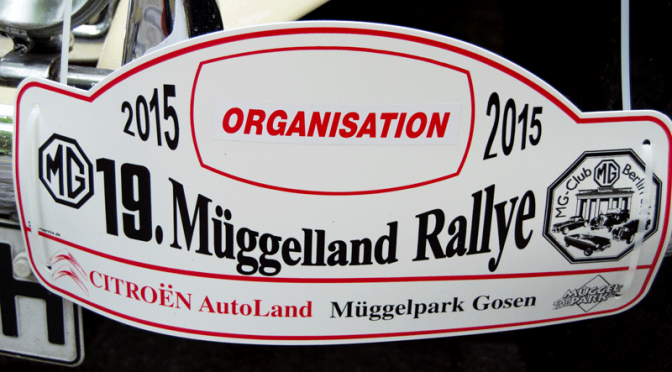 2015 ORGANISATION 2015
MG 19. Müggelland Rallye
MG-Club Berlin
MG
CITROËN AutoLand Müggelpark Gosen
MÜGGEL PARK
H